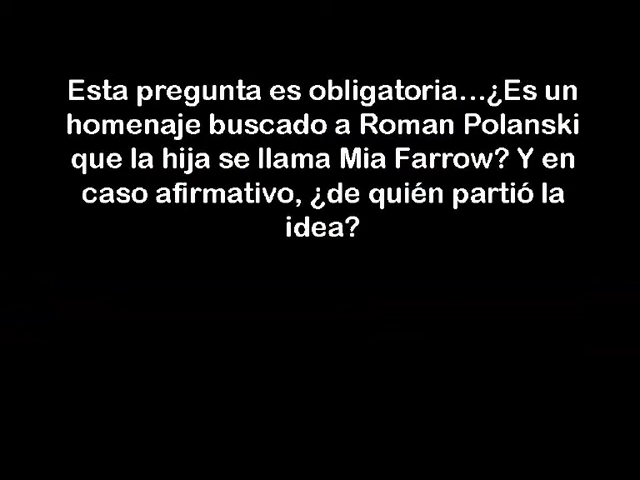 Esta pregunta es obligatoria...¿Es un
homenaje buscado a Roman Polanski
que la hija se llama Mia Farrow? Y en
caso afirmativo, ¿de quién partió la
idea?